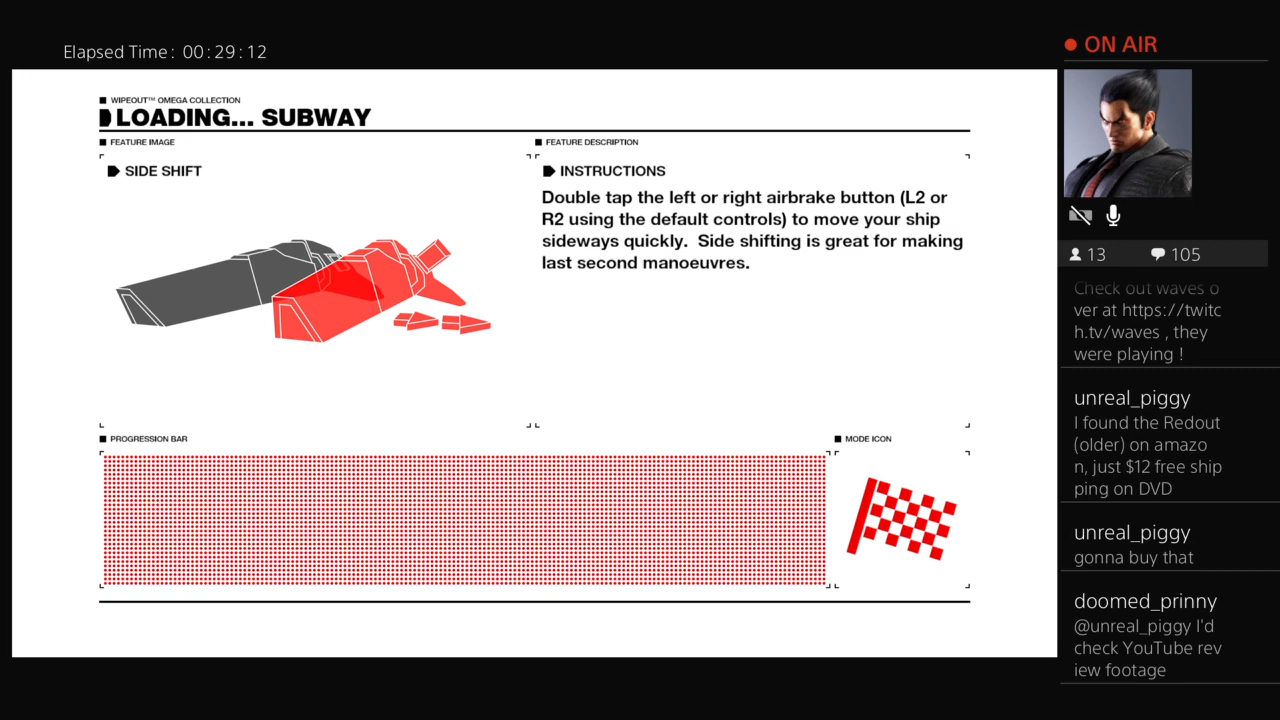 Elapsed Time: 00:29:12
ON AIR
WIPEOUT™ OMEGA COLLECTION
LOADING... SUBWAY
FEATURE IMAGE
SIDE SHIFT
FEATURE DESCRIPTION
INSTRUCTIONS
Double tap the left or right airbrake button (L2 or
R2 using the default controls) to move your ship
sideways quickly.  Side shifting is great for making
last second manoeuvres.
PROGRESSION BAR
MODE ICON
13
105
Check out waves o
ver at https://twitc
h.tv/waves , they
were playing !
unreal_piggy
I found the Redout
(older) on amazo
n, just $12 free ship
ping on DVD
unreal_piggy
gonna buy that
doomed_prinny
@unreal_piggy I'd
check YouTube rev
iew footage